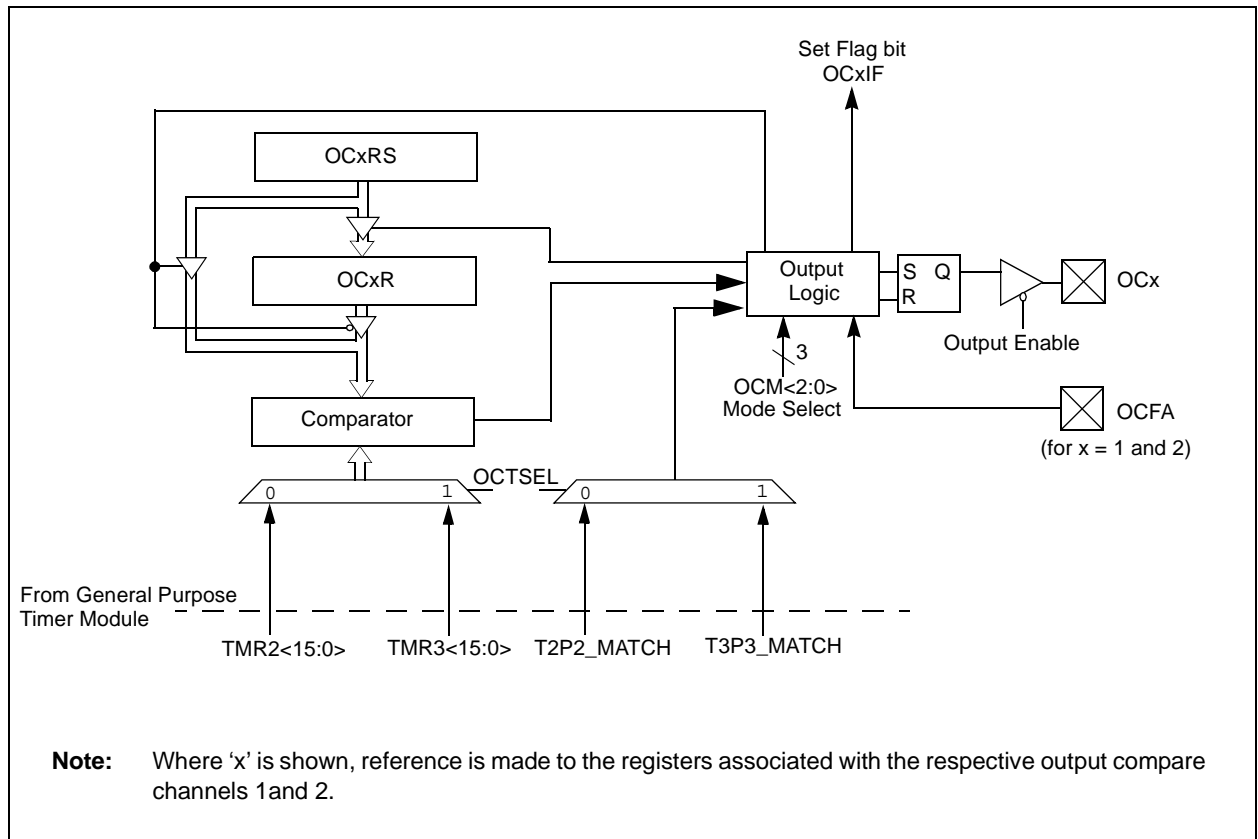 Set Flag bit
OCxIF
OCxRS
OCxR
Output
Logic
S Q
R
OCx
Output Enable
3
OCM<2:0>
Mode Select
OCFA
(for x = 1 and 2)
Comparator
OCTSEL
0 1
0 1
From General Purpose
Timer Module
TMR2<15:0> TMR3<15:0> T2P2_MATCH T3P3_MATCH
Note: Where ‘x’ is shown, reference is made to the registers associated with the respective output compare
channels 1and 2.